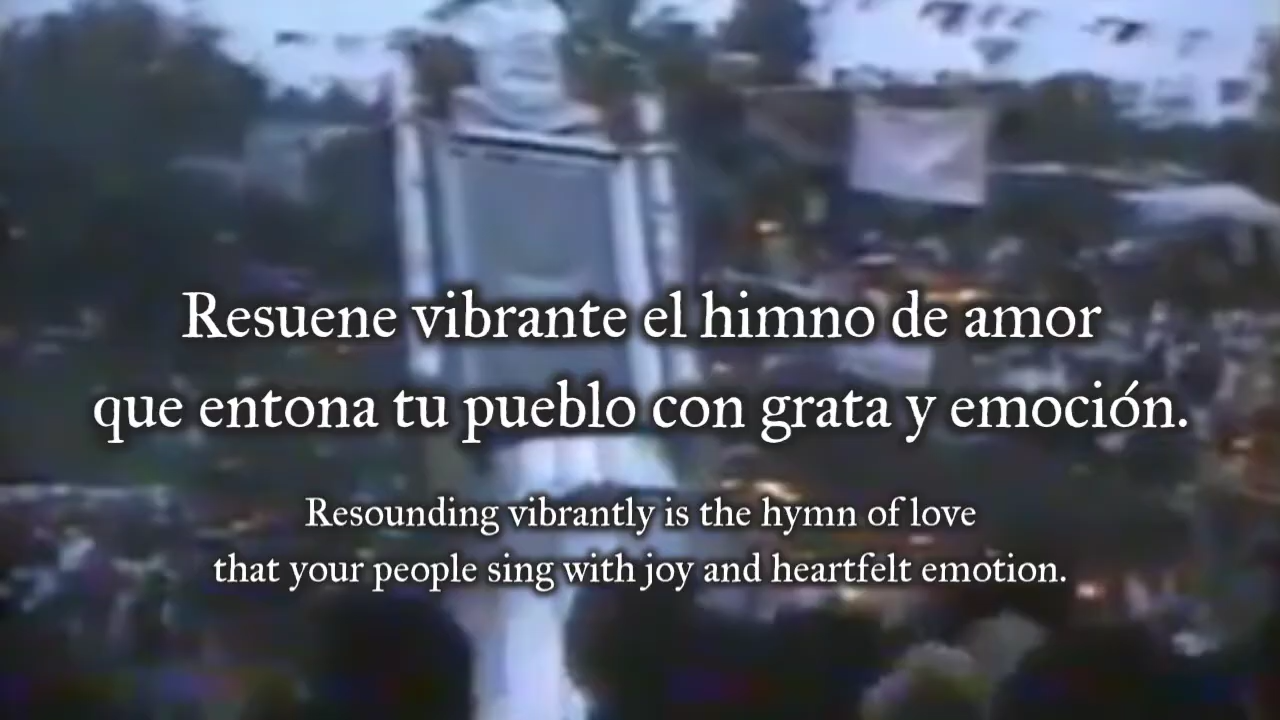 Resuene vibrante el himno de amor
que entona tu pueblo con grata y emoción.
Resounding vibrantly is the hymn of love
that your people sing with joy and heartfelt emotion.